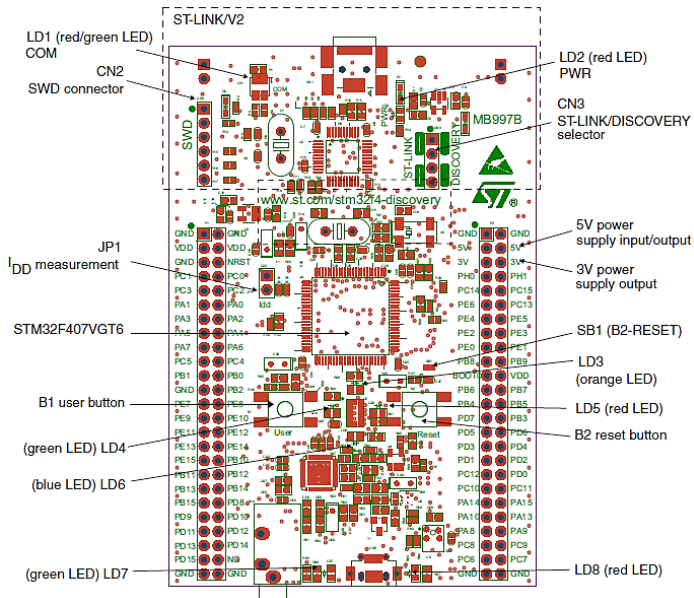 ST-LINK/V2
LD1 (red/green LED)
COM
LD2 (red LED)
PWR
CN2
SWD connector
CN3
ST-LINK/DISCOVERY
selector
COM
PWR
MB997B
SWD
ST-LINK
DISCOVERY
www.st.com/stm32f4-discovery
JP1
IDD measurement
Idd
5V power
supply input/output
3V power
supply output
STM32F407VGT6
SB1 (B2-RESET)
LD3
(orange LED)
B1 user button
LD5 (red LED)
B2 reset button
User
Reset
(green LED) LD4
(blue LED) LD6
(green LED) LD7
LD8 (red LED)
GND GND
VDD VDD
GND NRST
PC1 PC0
PC3 PC2
PA1 PA0
PA3 PA2
PA5 PA4
PA7 PA6
PC5 PC4
PB1 PB0
GND PB2
PE7 PE8
PE9 PE10
PE11 PE12
PE13 PE14
PE15 PB10
PB11 PB12
PB13 PB14
PB15 PD8
PD9 PD10
PD11 PD12
PD13 PD14
PD15 NC
GND GND
GND GND
5V 5V
3V 3V
PH0 PH1
PC14 PC15
PE6 PC13
PE4 PE5
PE2 PE3
PE0 PE1
PB8 PB9
BOOT0 VDD
PB6 PB7
PB4 PB5
PD7 PB3
PD5 PD6
PD3 PD4
PD1 PD2
PC12 PD0
PC10 PC11
PA14 PA15
PA10 PA13
PA8 PA9
PC8 PC9
PC6 PC7
GND GND